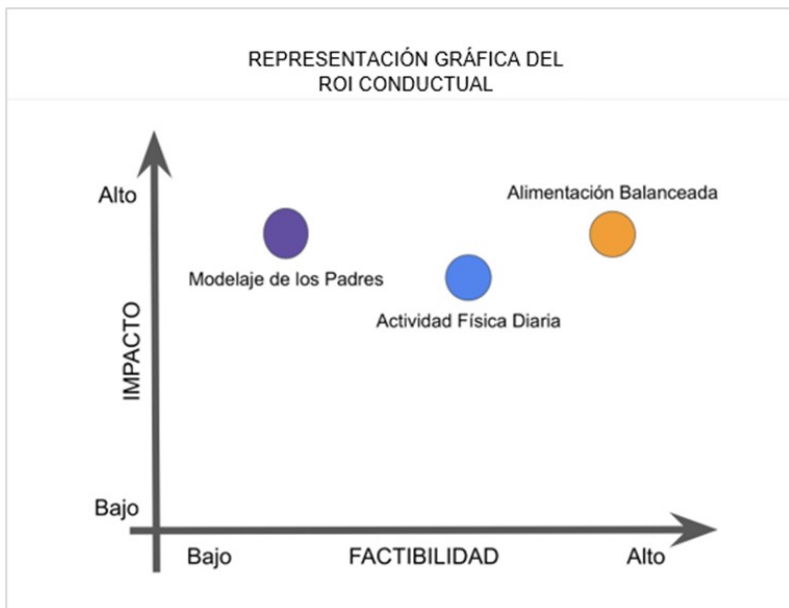 REPRESENTACIÓN GRÁFICA DEL
ROI CONDUCTUAL
Alto
Alimentación Balanceada
Modelaje de los Padres
Actividad Física Diaria
IMPACTO
Bajo
Bajo
FACTIBILIDAD
Alto